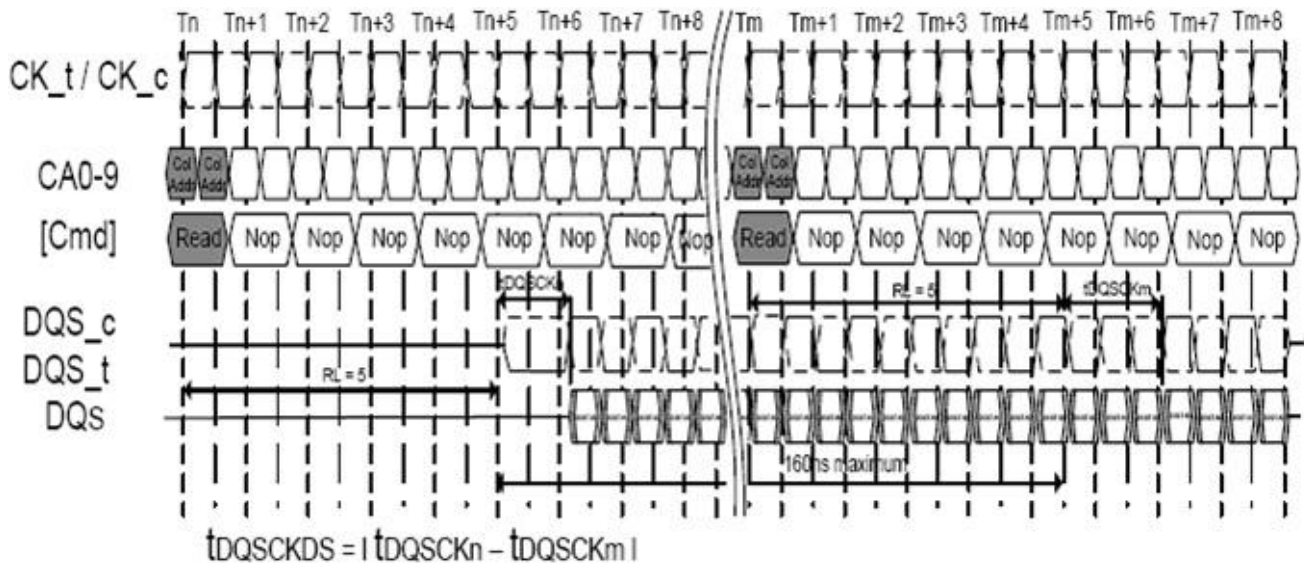 Tn Tn+1 Tn+2 Tn+3 Tn+4 Tn+5 Tn+6 Tn+7 Tn+8 Tm Tm+1 Tm+2 Tm+3 Tm+4 Tm+5 Tm+6 Tm+7 Tm+8
CK_t / CK_c
CA0-9 Col Addr Col Addr Col Addr Col Addr
[Cmd] Read Nop Nop Nop Nop Nop Nop Nop Nop Read Nop Nop Nop Nop Nop Nop Nop Nop
tDQSCK RL = 5 tDQSCKm
DQS_c
DQS_t
RL = 5
DQs
160ns maximum
tDQSCKDS = | tDQSCKn – tDQSCKm |